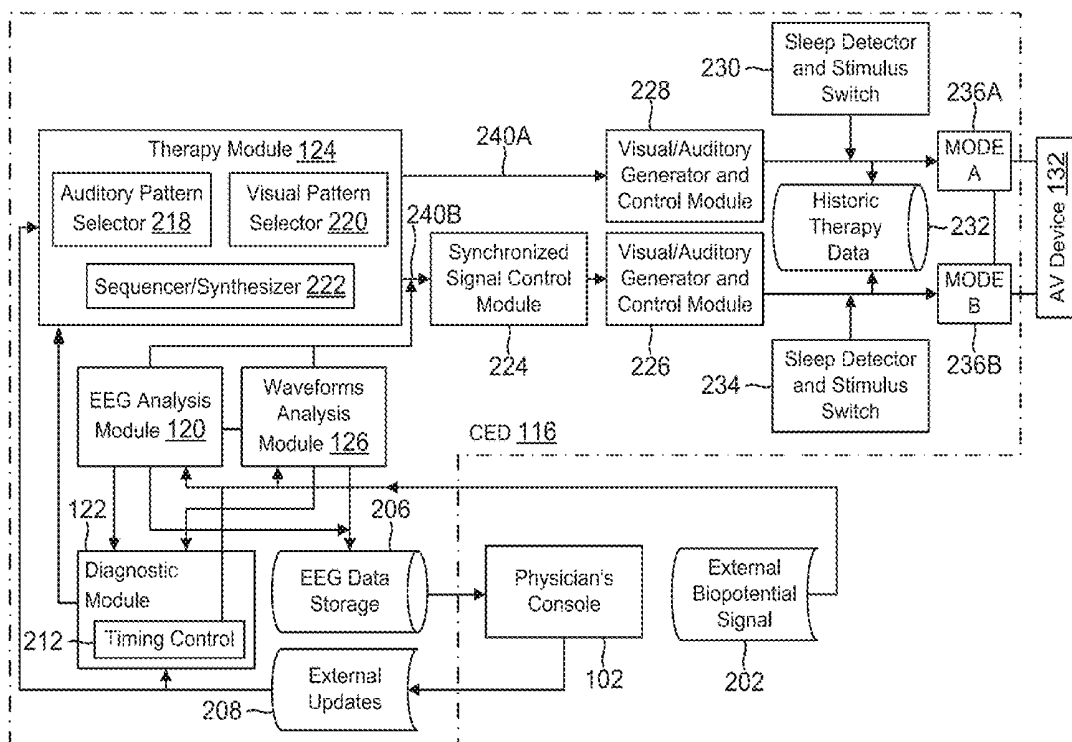 Sleep Detector
and Stimulus
Switch
230
228
236A
240A
Therapy Module 124
Auditory Pattern
Selector 218
Visual Pattern
Selector 220
Sequencer/Synthesizer 222
Visual/Auditory
Generator and
Control Module
MODE
A
AV Device 132
240B
Historic
Therapy
Data
232
Synchronized
Signal Control
Module
Visual/Auditory
Generator and
Control Module
MODE
B
224
226
236B
234
Sleep Detector
and Stimulus
Switch
EEG Analysis
Module 120
Waveforms
Analysis
Module 126
CED 116
122
206
Diagnostic
Module
212
Timing Control
EEG Data
Storage
Physician's
Console
External
Biopotential
Signal
External
Updates
208
102
202